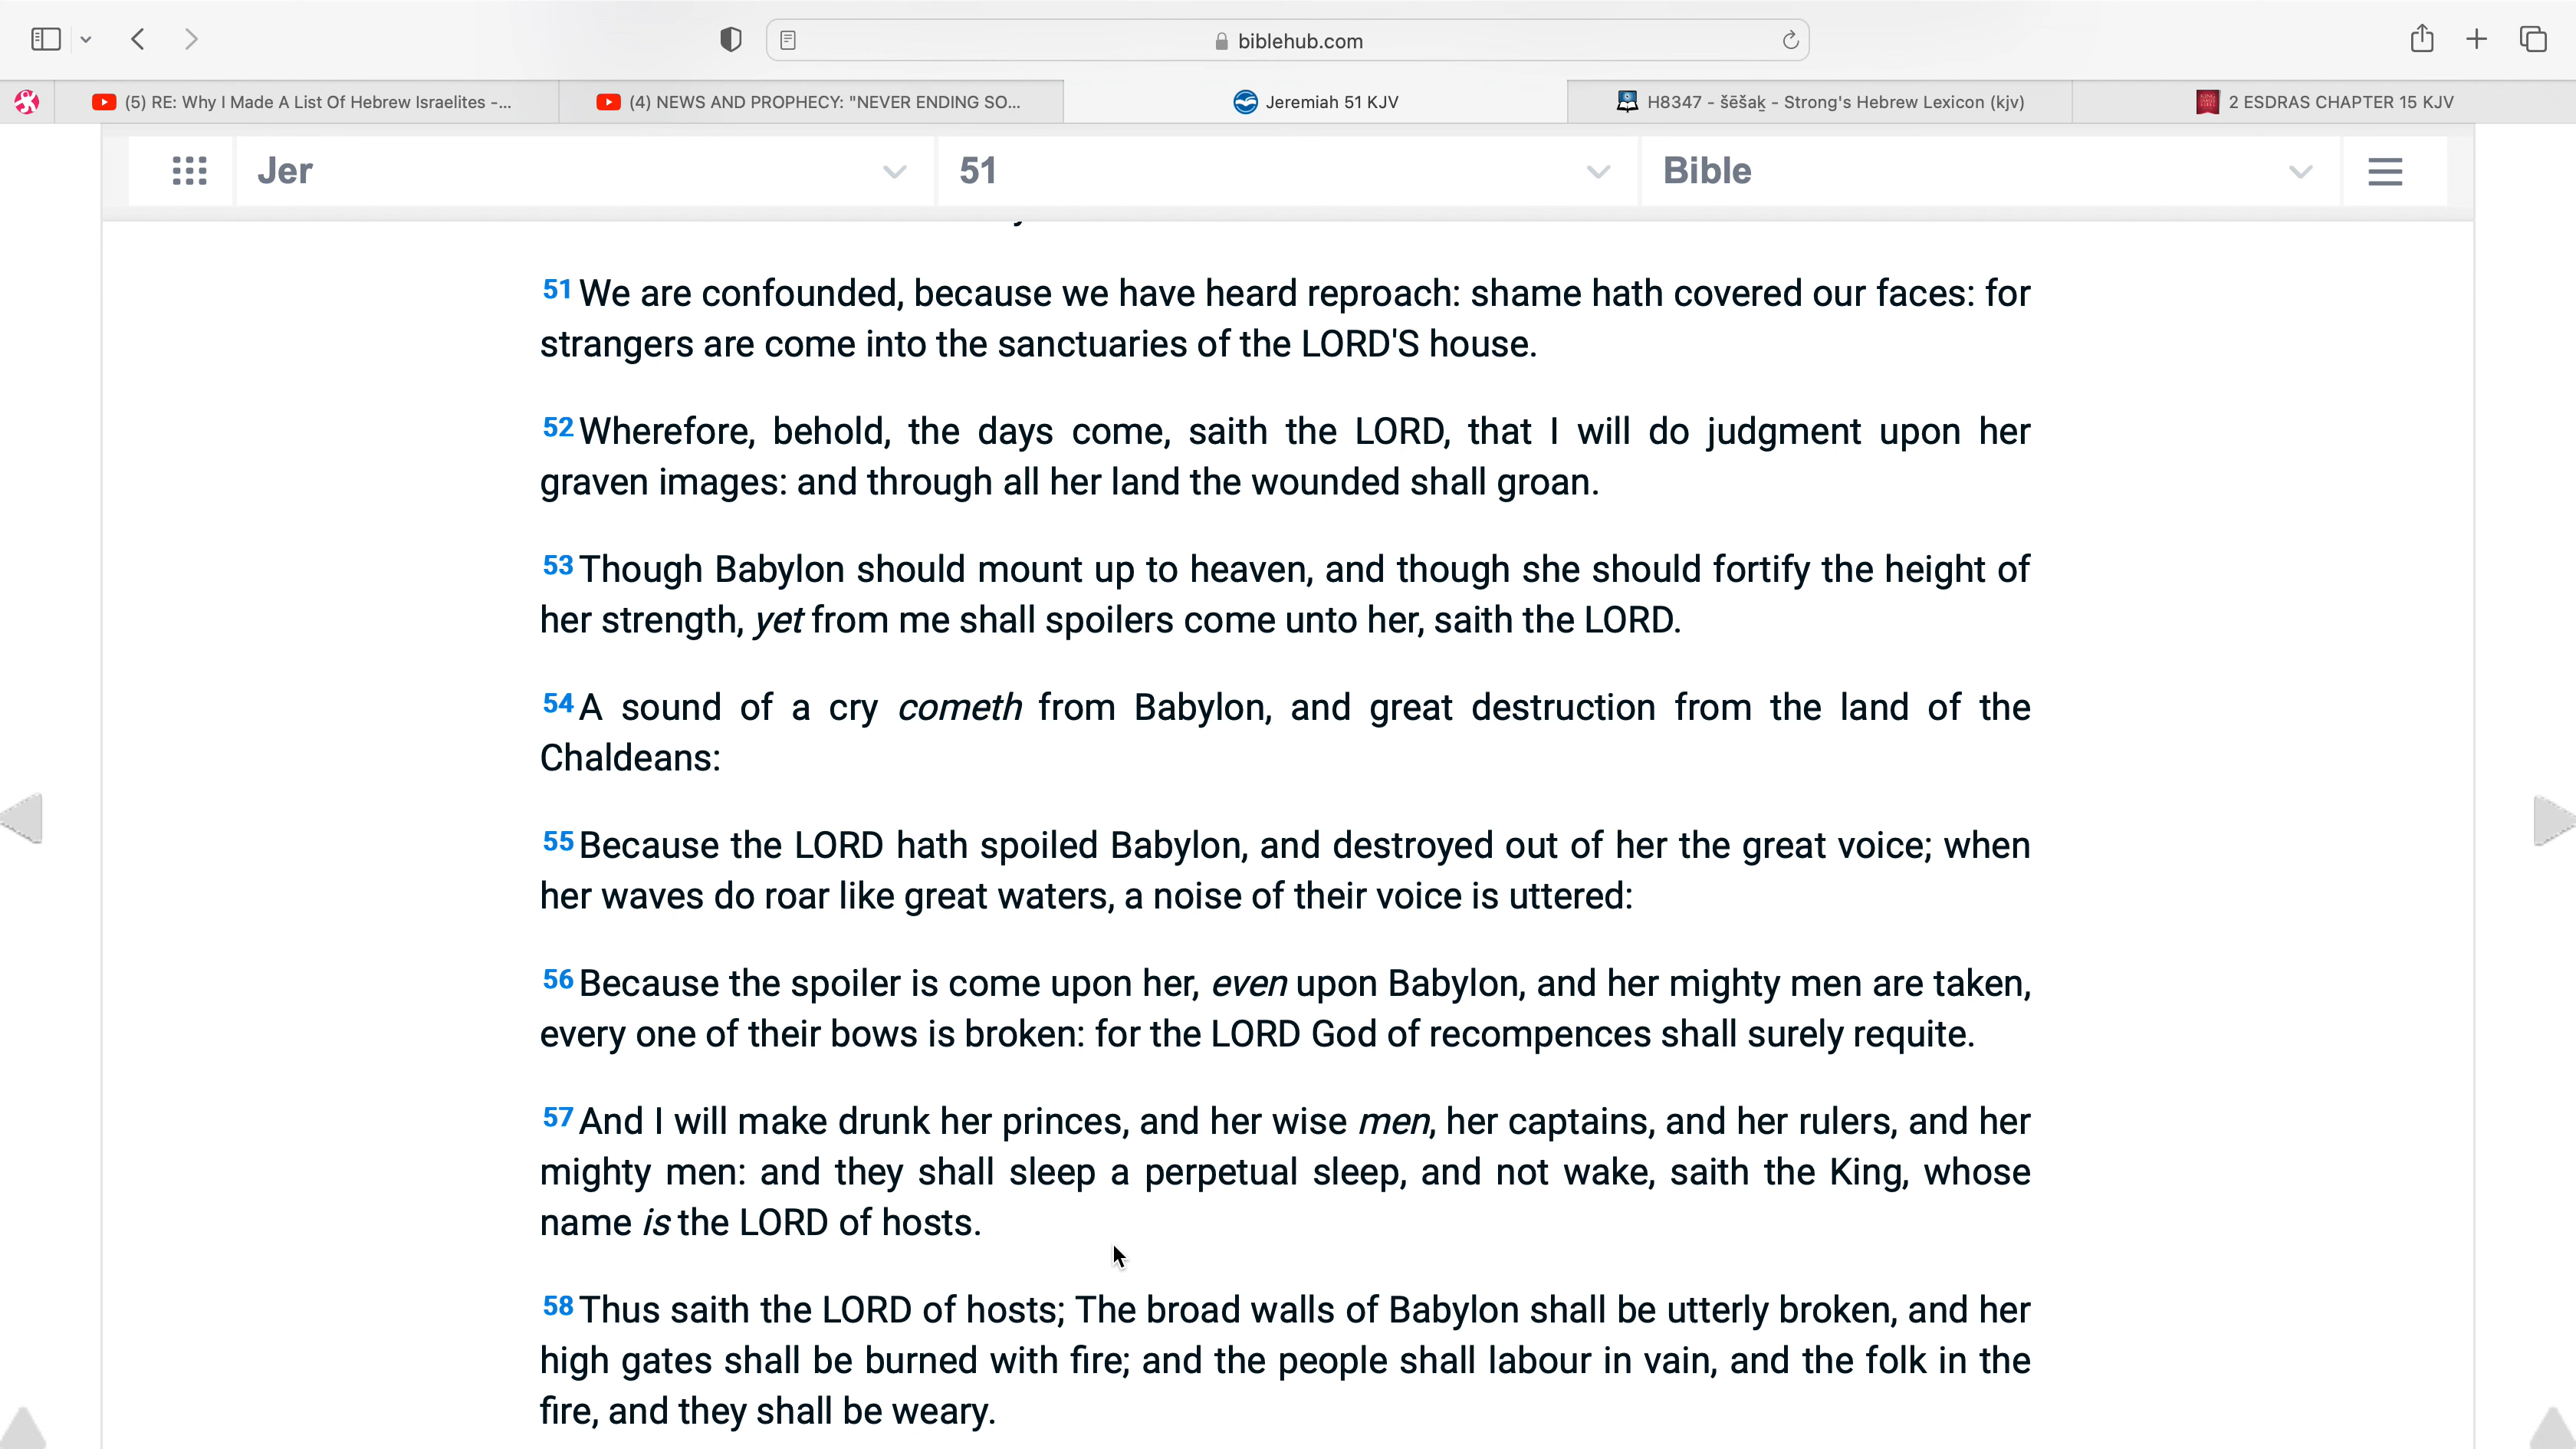 biblehub.com
(5) RE: Why I Made A List Of Hebrew Israelites -...
(4) NEWS AND PROPHECY: "NEVER ENDING SO...
Jeremiah 51 KJV
H8347 - šēšaḵ - Strong's Hebrew Lexicon (kjv)
2 ESDRAS CHAPTER 15 KJV
Jer
51
Bible
51 We are confounded, because we have heard reproach: shame hath covered our faces: for
strangers are come into the sanctuaries of the LORD'S house.
52 Wherefore, behold, the days come, saith the LORD, that I will do judgment upon her
graven images: and through all her land the wounded shall groan.
53 Though Babylon should mount up to heaven, and though she should fortify the height of
her strength, yet from me shall spoilers come unto her, saith the LORD.
54 A sound of a cry cometh from Babylon, and great destruction from the land of the
Chaldeans:
55 Because the LORD hath spoiled Babylon, and destroyed out of her the great voice; when
her waves do roar like great waters, a noise of their voice is uttered:
56 Because the spoiler is come upon her, even upon Babylon, and her mighty men are taken,
every one of their bows is broken: for the LORD God of recompences shall surely requite.
57 And I will make drunk her princes, and her wise men, her captains, and her rulers, and her
mighty men: and they shall sleep a perpetual sleep, and not wake, saith the King, whose
name is the LORD of hosts.
58 Thus saith the LORD of hosts; The broad walls of Babylon shall be utterly broken, and her
high gates shall be burned with fire; and the people shall labour in vain, and the folk in the
fire, and they shall be weary.